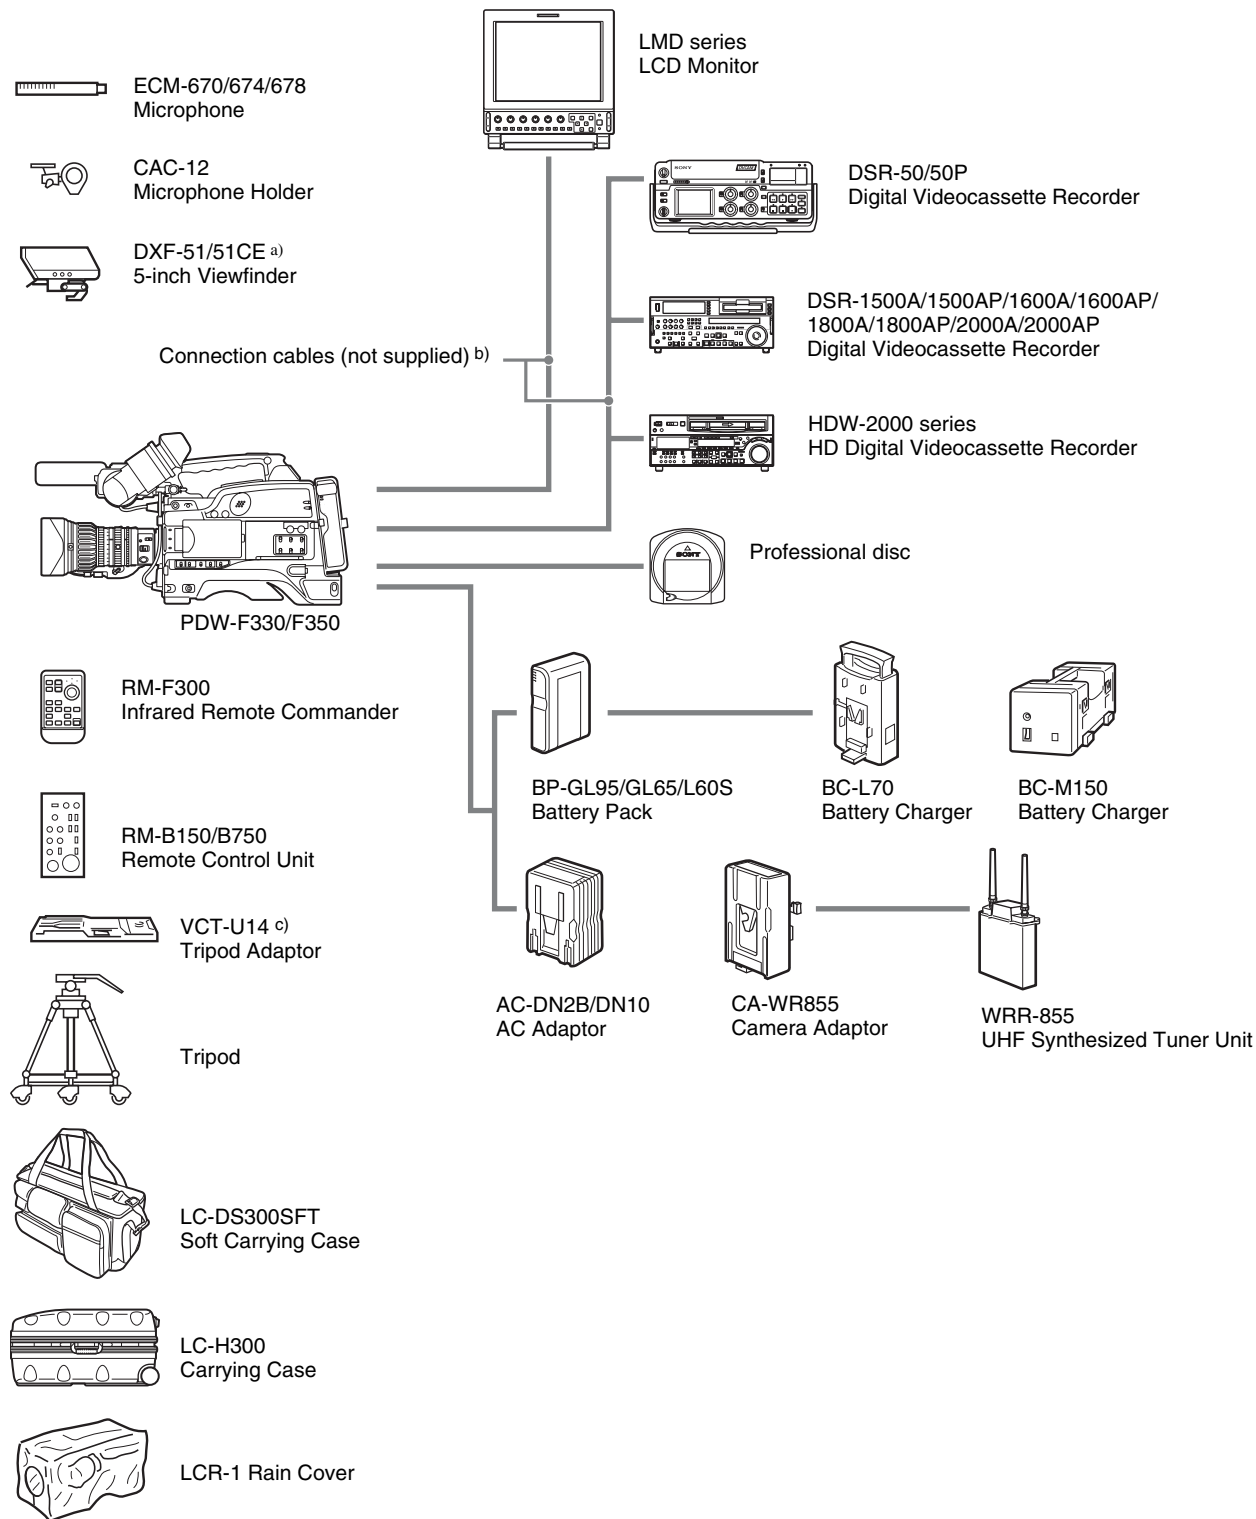 LMD series
LCD Monitor
ECM-670/674/678
Microphone
CAC-12
Microphone Holder
DXF-51/51CE a)
5-inch Viewfinder
SONY
DSR-50/50P
Digital Videocassette Recorder
DSR-1500A/1500AP/1600A/1600AP/
1800A/1800AP/2000A/2000AP
Digital Videocassette Recorder
Connection cables (not supplied) b)
HDW-2000 series
HD Digital Videocassette Recorder
SONY
Professional disc
PDW-F330/F350
RM-F300
Infrared Remote Commander
BP-GL95/GL65/L60S
Battery Pack
BC-L70
Battery Charger
BC-M150
Battery Charger
RM-B150/B750
Remote Control Unit
VCT-U14 c)
Tripod Adaptor
AC-DN2B/DN10
AC Adaptor
CA-WR855
Camera Adaptor
WRR-855
UHF Synthesized Tuner Unit
Tripod
LC-DS300SFT
Soft Carrying Case
LC-H300
Carrying Case
LCR-1 Rain Cover